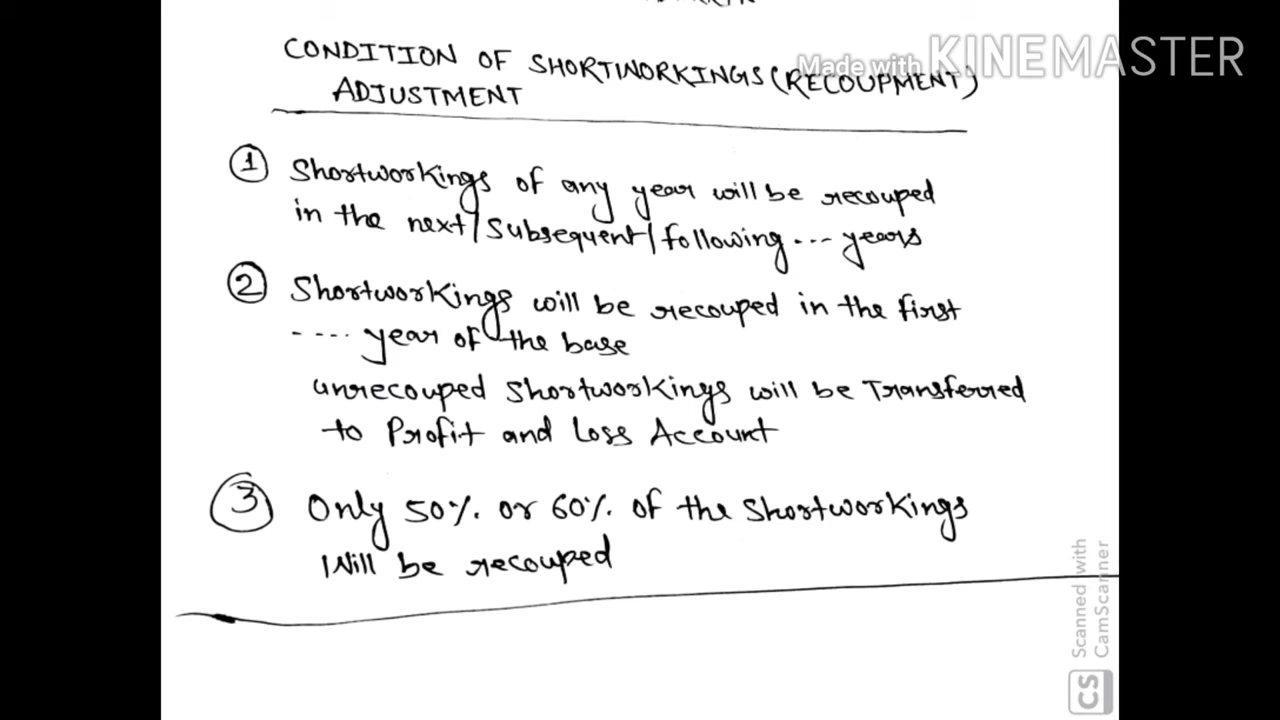 CONDITION OF SHORTWORKINGS (RECOUPMENT)
ADJUSTMENT
Made with KINEMASTER
① Shortworkings of any year will be recouped
in the next/subsequent/following ... years
② Shortworkings will be recouped in the first
.... year of the base
unrecouped shortworkings will be Transferred
to Profit and Loss Account
③ Only 50% or 60% of the shortworkings
Will be recouped
Scanned with
CamScanner
CS